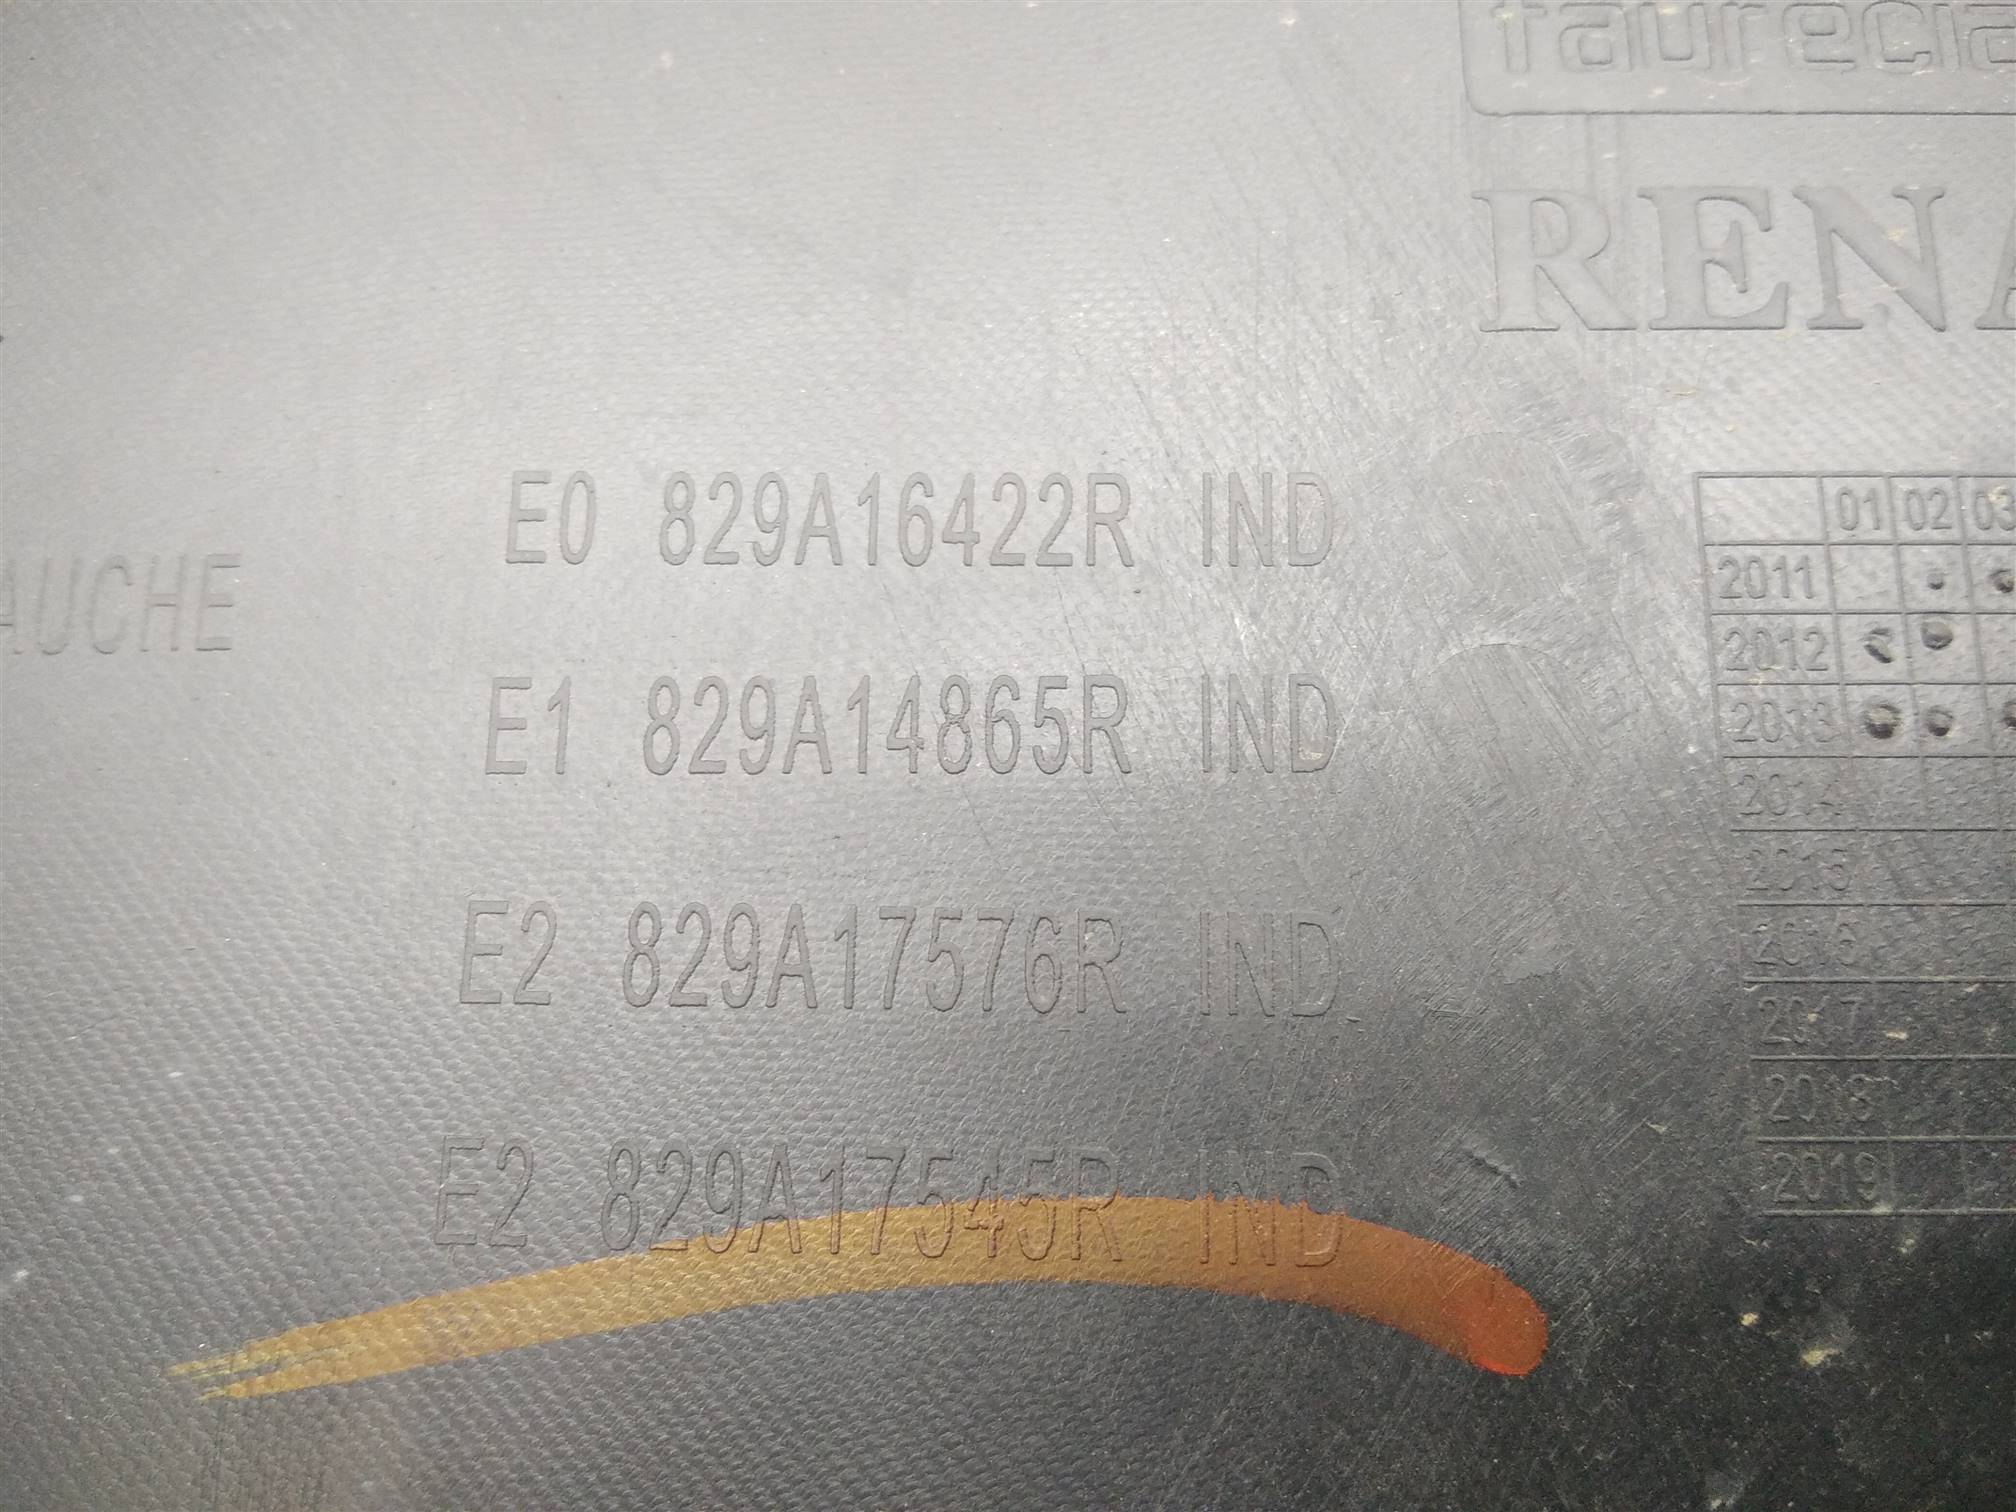 faurecia
RENA
E0 829A16422R IND
AUCHE
E1 829A14865R IND
E2 829A17576R IND
E2 829A17545R IND
01 02 03
2011
2012
2013
2014
2015
2016
2017
2018
2019